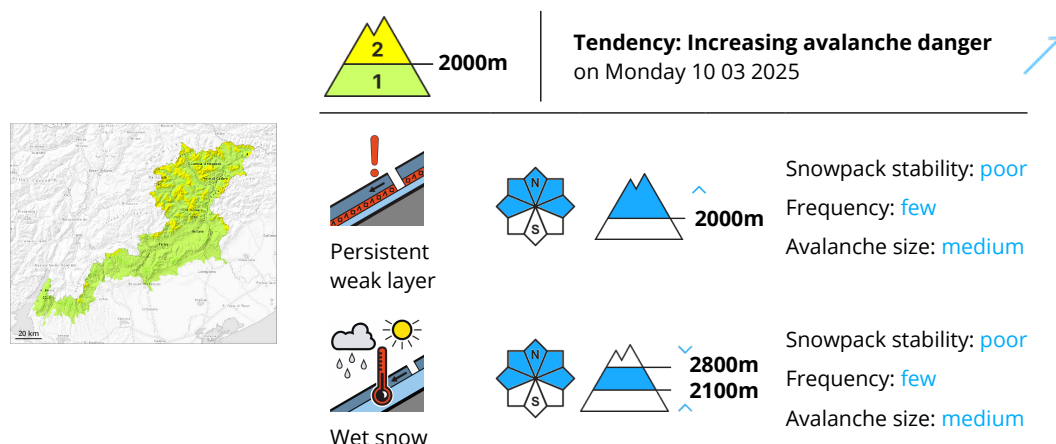 2
1
2000m
Tendency: Increasing avalanche danger
on Monday 10 03 2025
20 km
Persistent
weak layer
N
S
2000m
Snowpack stability: poor
Frequency: few
Avalanche size: medium
Wet snow
N
S
2800m
2100m
Snowpack stability: poor
Frequency: few
Avalanche size: medium